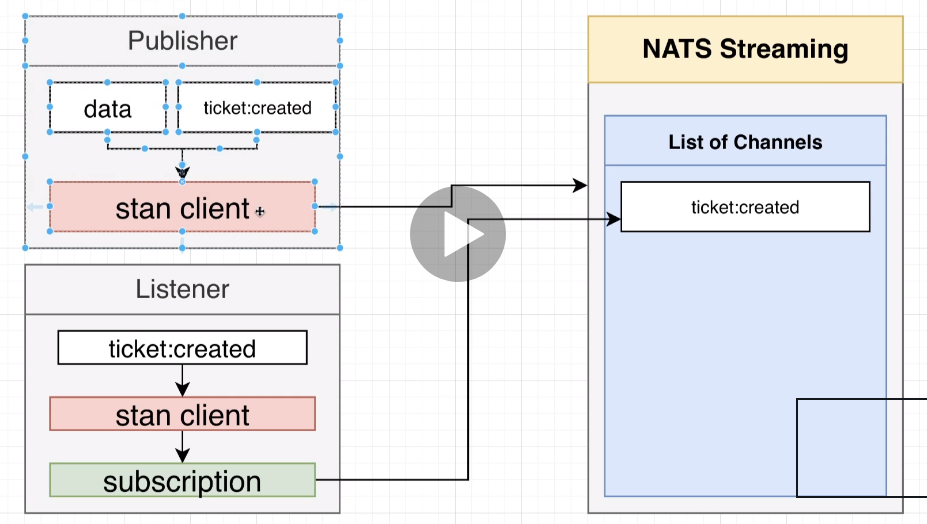 Publisher
data
ticket:created
stan client
Listener
ticket:created
stan client
subscription
NATS Streaming
List of Channels
ticket:created